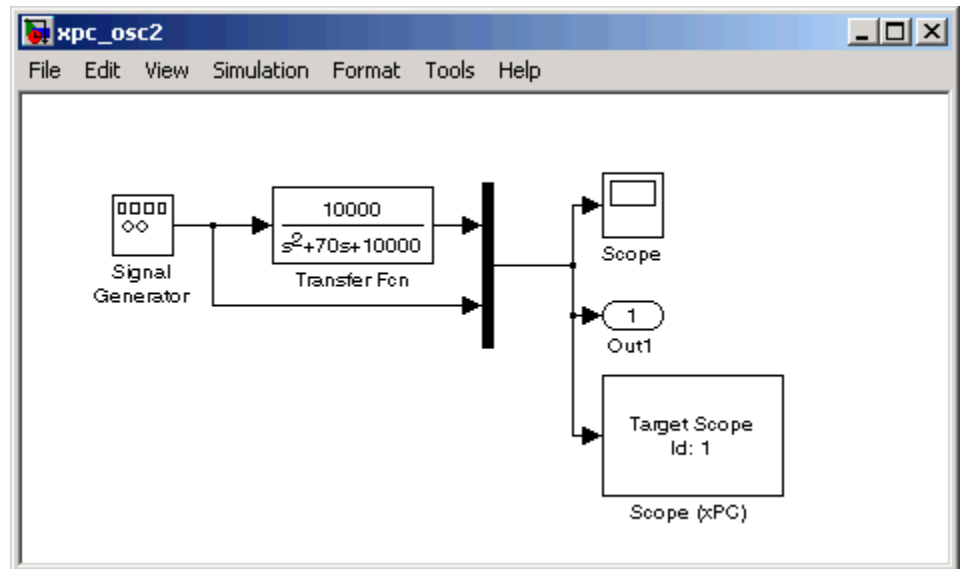 xpc_osc2
File Edit View Simulation Format Tools Help
Signal
Generator
10000
s²+70s+10000
Transfer Fcn
Scope
1
Out1
Target Scope
Id: 1
Scope (xPC)